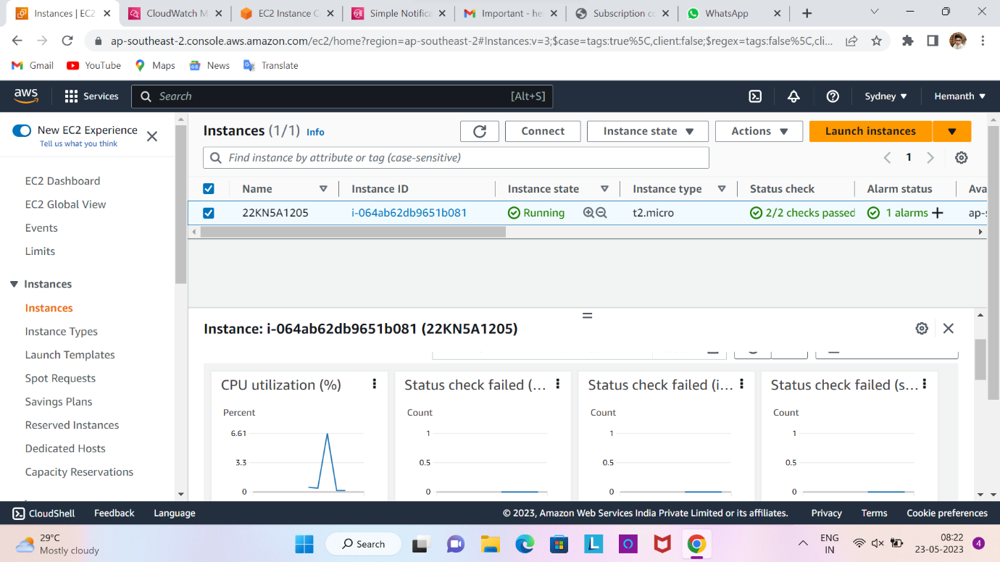 Instances | EC2
CloudWatch M
EC2 Instance C
Simple Notifica
Important - he
Subscription co
WhatsApp
ap-southeast-2.console.aws.amazon.com/ec2/home?region=ap-southeast-2#Instances:v=3;$case=tags:true%5C,client:false;$regex=tags:false%5C,cli...
Gmail
YouTube
Maps
News
Translate
aws
Services
Search
[Alt+S]
Sydney
Hemanth
New EC2 Experience
Tell us what you think
EC2 Dashboard
EC2 Global View
Events
Limits
Instances
Instances
Instance Types
Launch Templates
Spot Requests
Savings Plans
Reserved Instances
Dedicated Hosts
Capacity Reservations
Instances (1/1) Info
Connect
Instance state
Actions
Launch instances
Find instance by attribute or tag (case-sensitive)
1
Name
Instance ID
Instance state
Instance type
Status check
Alarm status
Ava
22KN5A1205
i-064ab62db9651b081
Running
t2.micro
2/2 checks passed
1 alarms
ap-s
Instance: i-064ab62db9651b081 (22KN5A1205)
CPU utilization (%)
Percent
6.61
3.3
0
Status check failed (...
Count
1
0.5
0
Status check failed (i...
Count
1
0.5
0
Status check failed (s...
Count
1
0.5
0
CloudShell
Feedback
Language
© 2023, Amazon Web Services India Private Limited or its affiliates.
Privacy
Terms
Cookie preferences
29°C
Mostly cloudy
Search
ENG
IN
08:22
23-05-2023
4